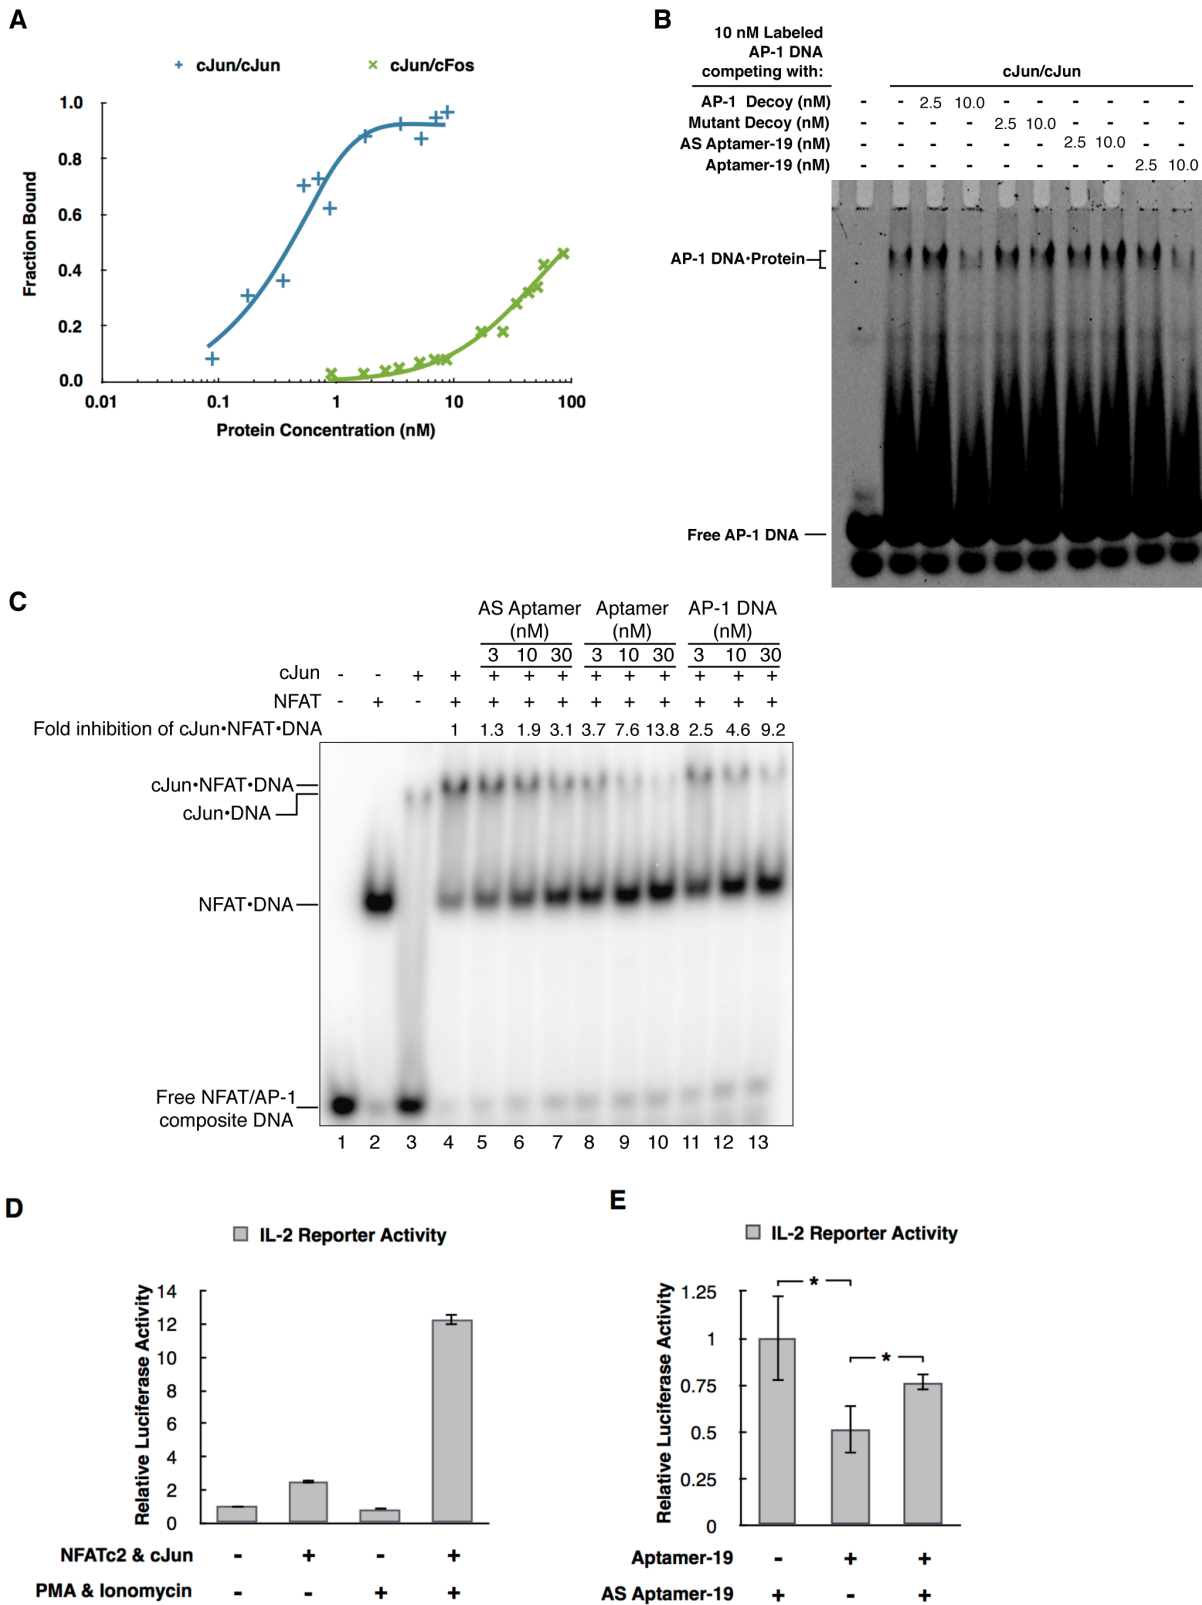 A
cJun/cJun
cJun/cFos
1.0
0.8
0.6
0.4
0.2
0.0
Fraction Bound
0.01 0.1 1 10 100
Protein Concentration (nM)
B
10 nM Labeled
AP-1 DNA
competing with:
cJun/cJun
AP-1 Decoy (nM) - - 2.5 10.0 - - - - - -
Mutant Decoy (nM) - - - - 2.5 10.0 - - - -
AS Aptamer-19 (nM) - - - - - - 2.5 10.0 - -
Aptamer-19 (nM) - - - - - - - - 2.5 10.0
AP-1 DNA•Protein
Free AP-1 DNA
C
AS Aptamer Aptamer AP-1 DNA
(nM) (nM) (nM)
3 10 30 3 10 30 3 10 30
cJun - - + + + + + + + + + + +
NFAT - + - + + + + + + + + + +
Fold inhibition of cJun•NFAT•DNA 1 1.3 1.9 3.1 3.7 7.6 13.8 2.5 4.6 9.2
cJun•NFAT•DNA
cJun•DNA
NFAT•DNA
Free NFAT/AP-1
composite DNA
1 2 3 4 5 6 7 8 9 10 11 12 13
D
IL-2 Reporter Activity
Relative Luciferase Activity
14
12
10
8
6
4
2
0
NFATc2 & cJun - + - +
PMA & Ionomycin - - + +
E
IL-2 Reporter Activity
Relative Luciferase Activity
1.25
1
0.75
0.5
0.25
0
*
*
Aptamer-19 - + +
AS Aptamer-19 + - +